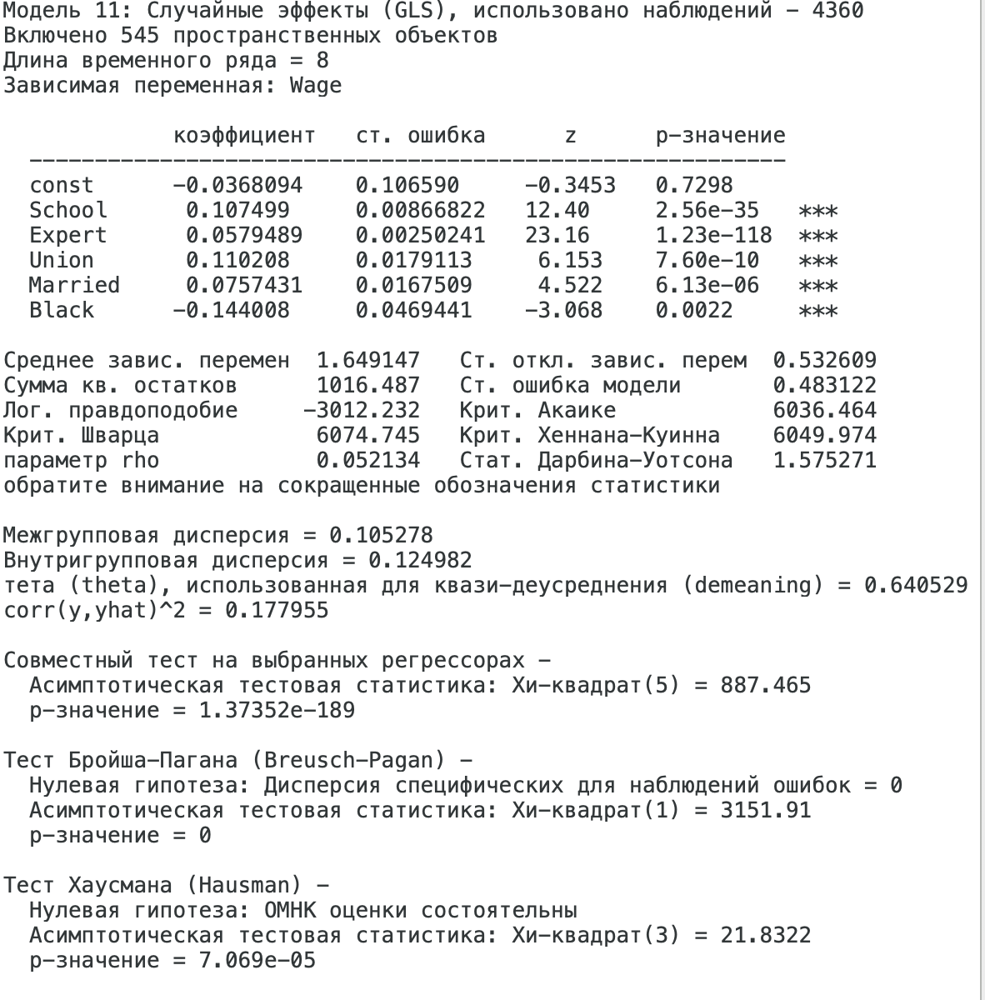 Модель 11: Случайные эффекты (GLS), использовано наблюдений – 4360
Включено 545 пространственных объектов
Длина временного ряда = 8
Зависимая переменная: Wage
коэффициент ст. ошибка z p–значение
–––––––––––––––––––––––––––––––––––––––––––––––––––––––––––
const –0.0368094 0.106590 –0.3453 0.7298
School 0.107499 0.00866822 12.40 2.56e–35 ***
Expert 0.0579489 0.00250241 23.16 1.23e–118 ***
Union 0.110208 0.0179113 6.153 7.60e–10 ***
Married 0.0757431 0.0167509 4.522 6.13e–06 ***
Black –0.144008 0.0469441 –3.068 0.0022 ***
Среднее завис. перемен 1.649147 Ст. откл. завис. перем 0.532609
Сумма кв. остатков 1016.487 Ст. ошибка модели 0.483122
Лог. правдоподобие –3012.232 Крит. Акаике 6036.464
Крит. Шварца 6074.745 Крит. Хеннана–Куинна 6049.974
параметр rho 0.052134 Стат. Дарбина–Уотсона 1.575271
обратите внимание на сокращенные обозначения статистики
Межгрупповая дисперсия = 0.105278
Внутригрупповая дисперсия = 0.124982
тета (theta), использованная для квази–деусреднения (demeaning) = 0.640529
corr(y,yhat)^2 = 0.177955
Совместный тест на выбранных регрессорах –
Асимптотическая тестовая статистика: Хи–квадрат(5) = 887.465
р–значение = 1.37352e–189
Тест Бройша–Пагана (Breusch–Pagan) –
Нулевая гипотеза: Дисперсия специфических для наблюдений ошибок = 0
Асимптотическая тестовая статистика: Хи–квадрат(1) = 3151.91
р–значение = 0
Тест Хаусмана (Hausman) –
Нулевая гипотеза: ОМНК оценки состоятельны
Асимптотическая тестовая статистика: Хи–квадрат(3) = 21.8322
р–значение = 7.069e–05